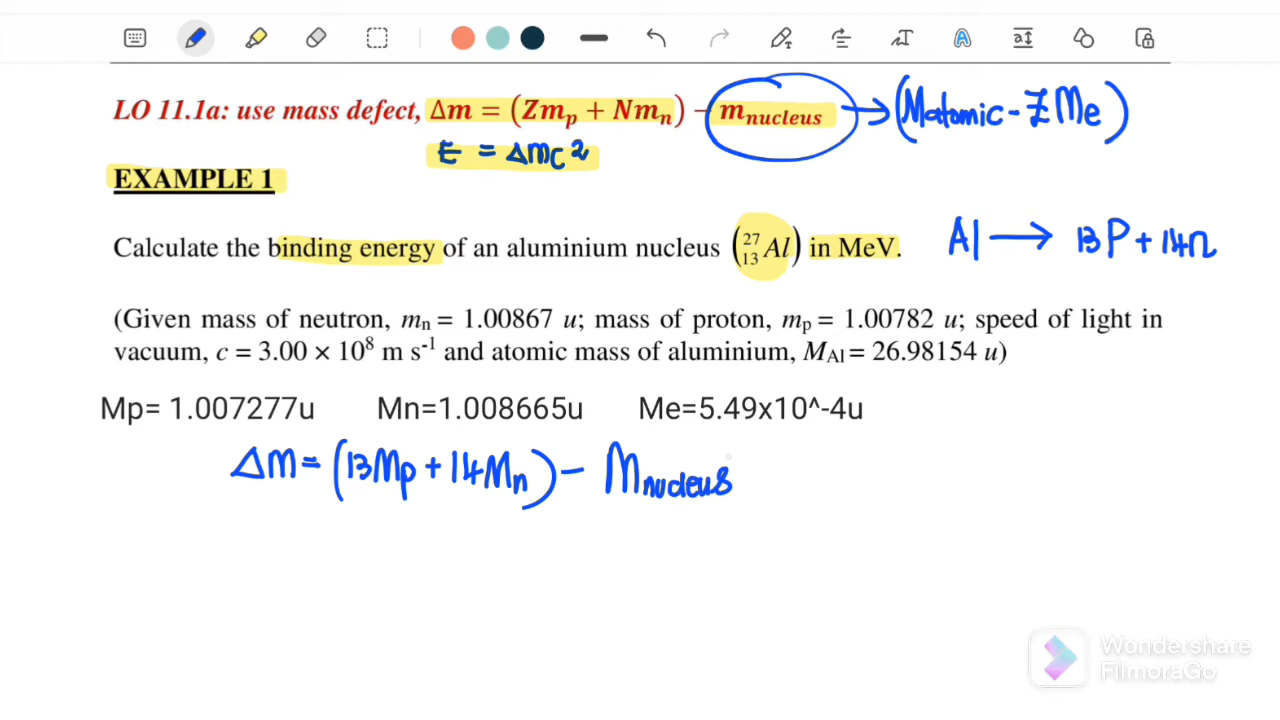 LO 11.1a: use mass defect, Δm = (Zmp + Nmn) − mnucleus → (Matomic - ZMe)
E = Δmc²
EXAMPLE 1
Calculate the binding energy of an aluminium nucleus (²⁷₁₃Al) in MeV. Al → 13P + 14n
(Given mass of neutron, mn = 1.00867 u; mass of proton, mp = 1.00782 u; speed of light in
vacuum, c = 3.00 × 10⁸ m s⁻¹ and atomic mass of aluminium, MAl = 26.98154 u)
Mp= 1.007277u Mn=1.008665u Me=5.49x10^-4u
Δm = (13Mp + 14Mn) − Mnucleus
Wondershare
FilmoraGo